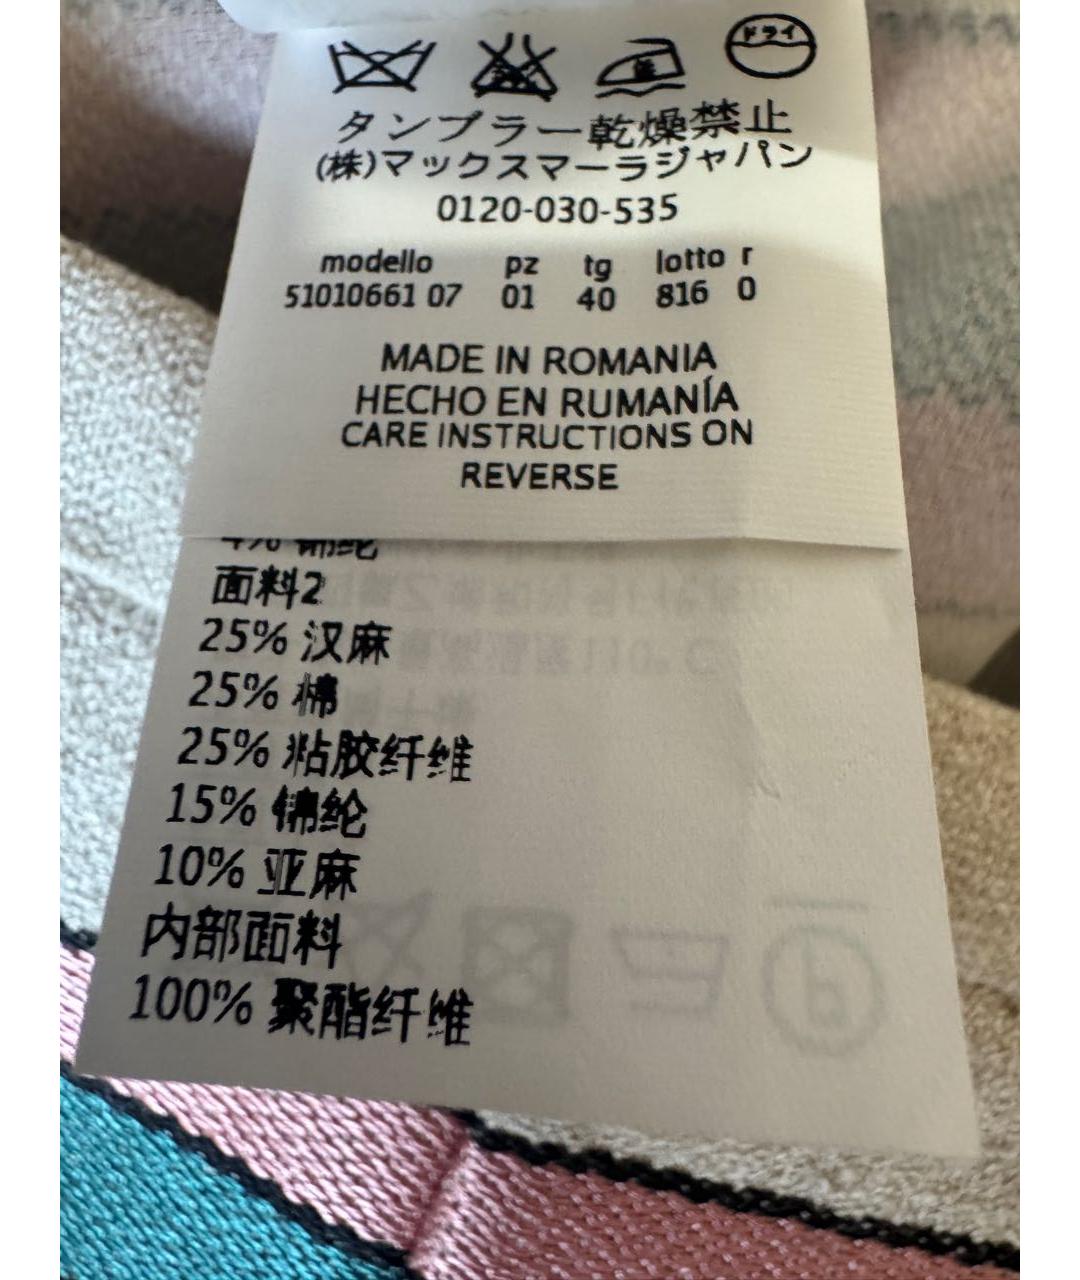 ドライ
タンブラー乾燥禁止
(株)マックスマーラジャパン
0120-030-535
modello pz tg lotto r
51010661 07 01 40 816 0
MADE IN ROMANIA
HECHO EN RUMANÍA
CARE INSTRUCTIONS ON
REVERSE
4% 锦纶
面料2
25% 汉麻
25% 棉
25% 粘胶纤维
15% 锦纶
10% 亚麻
内部面料
100% 聚酯纤维